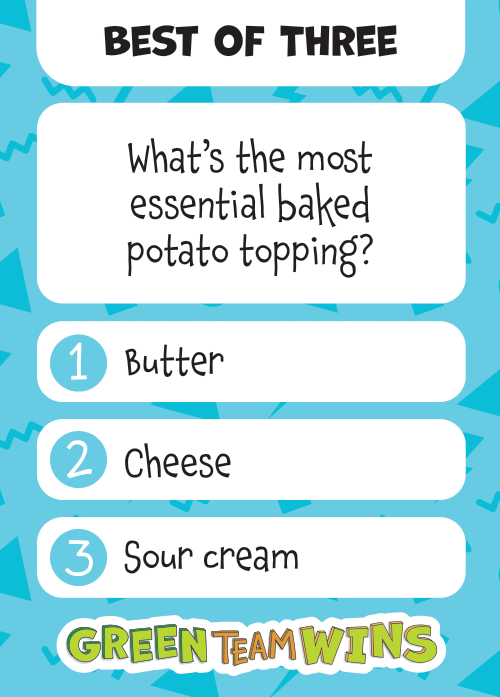 BEST OF THREE
What's the most
essential baked
potato topping?
1 Butter
2 Cheese
3 Sour cream
GREEN TEAM WINS